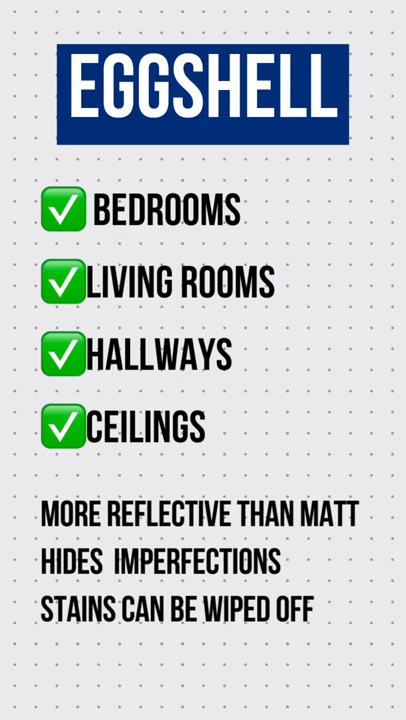 EGGSHELL
✅ BEDROOMS
✅LIVING ROOMS
✅HALLWAYS
✅CEILINGS
MORE REFLECTIVE THAN MATT
HIDES IMPERFECTIONS
STAINS CAN BE WIPED OFF